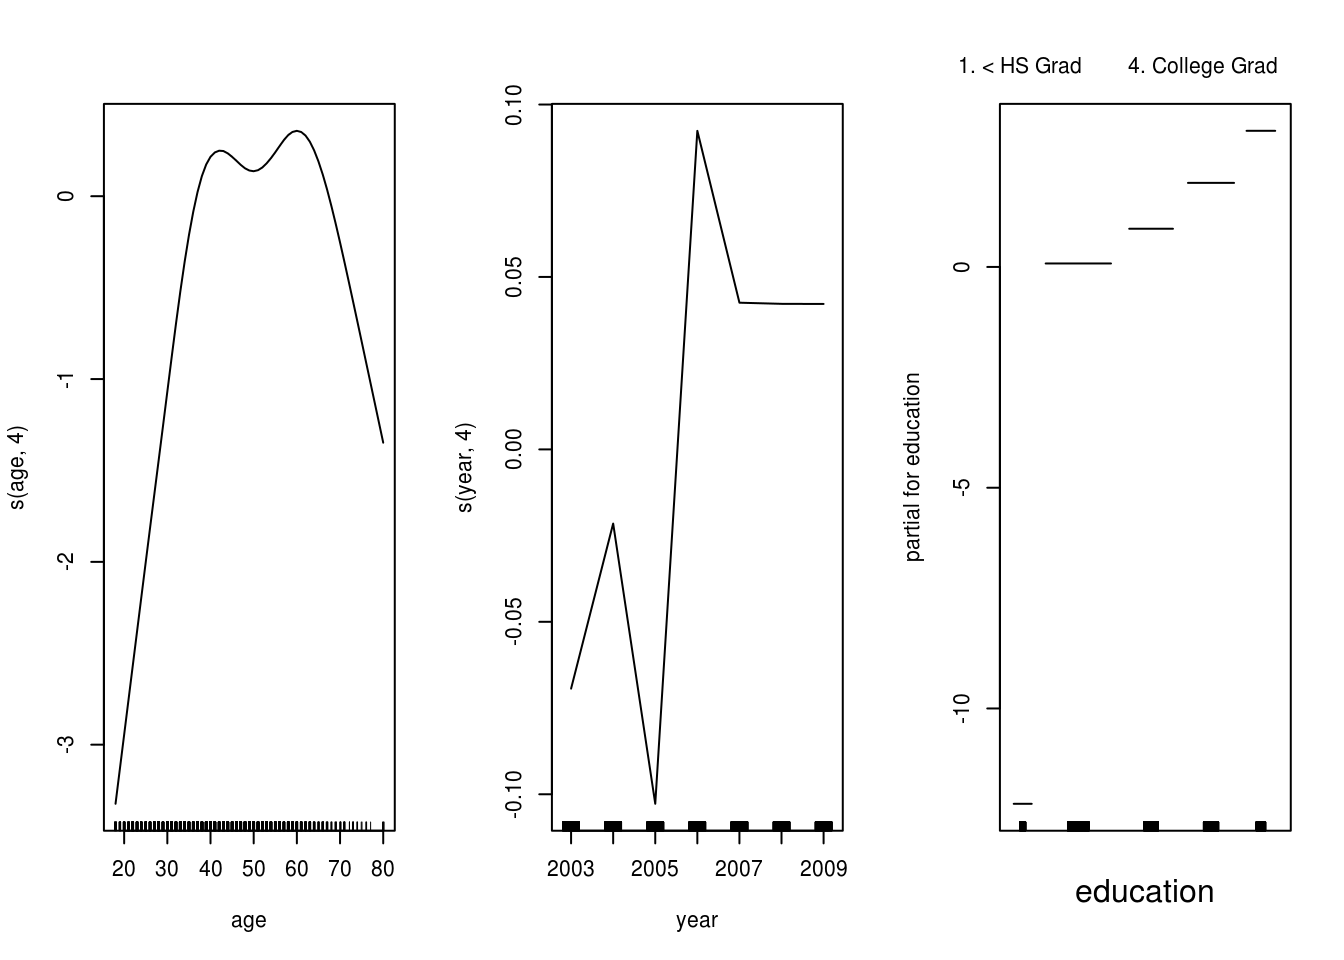 s(age, 4)
0
-1
-2
-3
20 30 40 50 60 70 80
age
s(year, 4)
0.10
0.05
0.00
-0.05
-0.10
2003 2005 2007 2009
year
1. < HS Grad 4. College Grad
partial for education
0
-5
-10
education